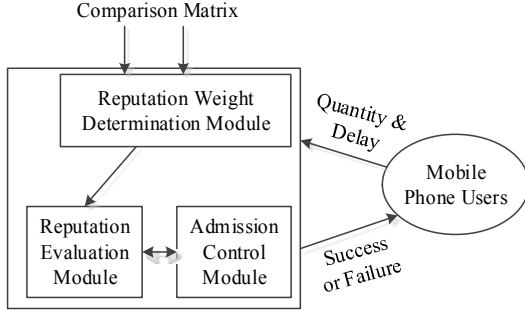 Comparison Matrix
Reputation Weight
Determination Module
Quantity &
Delay
Mobile
Phone Users
Reputation
Evaluation
Module
Admission
Control
Module
Success
or Failure